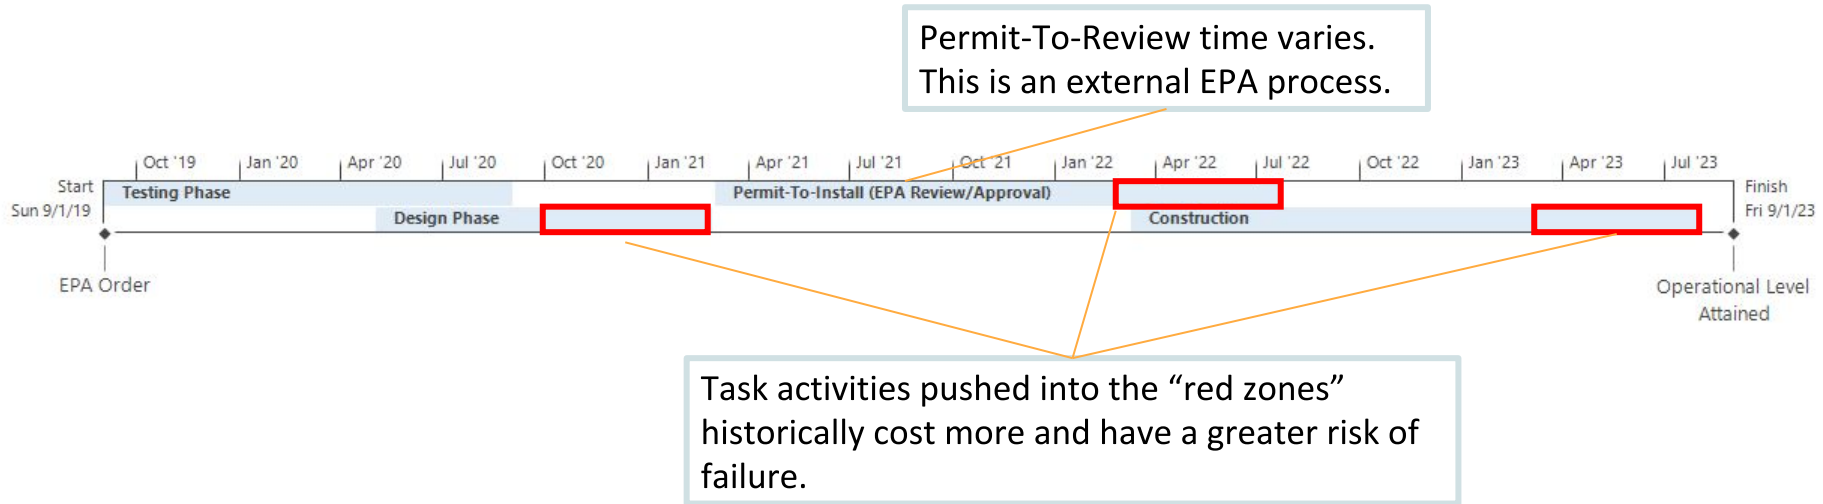 Permit-To-Review time varies.
This is an external EPA process.
Oct '19
Jan '20
Apr '20
Jul '20
Oct '20
Jan '21
Apr '21
Jul '21
Oct '21
Jan '22
Apr '22
Jul '22
Oct '22
Jan '23
Apr '23
Jul '23
Start
Sun 9/1/19
Testing Phase
Permit-To-Install (EPA Review/Approval)
Design Phase
Construction
Finish
Fri 9/1/23
EPA Order
Operational Level
Attained
Task activities pushed into the “red zones”
historically cost more and have a greater risk of
failure.